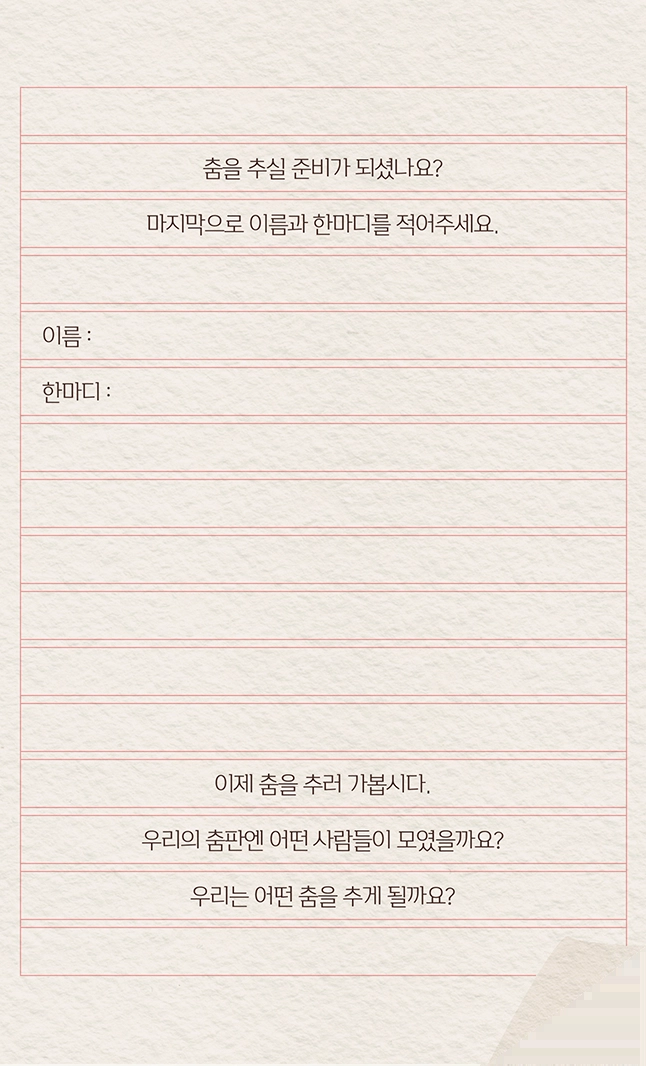 춤을 추실 준비가 되셨나요?
마지막으로 이름과 한마디를 적어주세요.
이름 :
한마디 :
이제 춤을 추러 가봅시다.
우리의 춤판엔 어떤 사람들이 모였을까요?
우리는 어떤 춤을 추게 될까요?